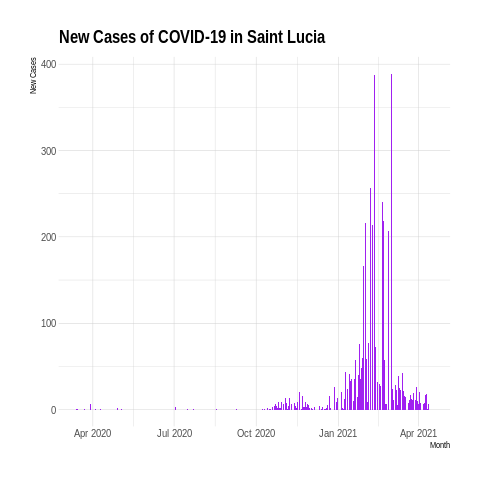 New Cases of COVID-19 in Saint Lucia
New Cases
400
300
200
100
0
Apr 2020 Jul 2020 Oct 2020 Jan 2021 Apr 2021
Month